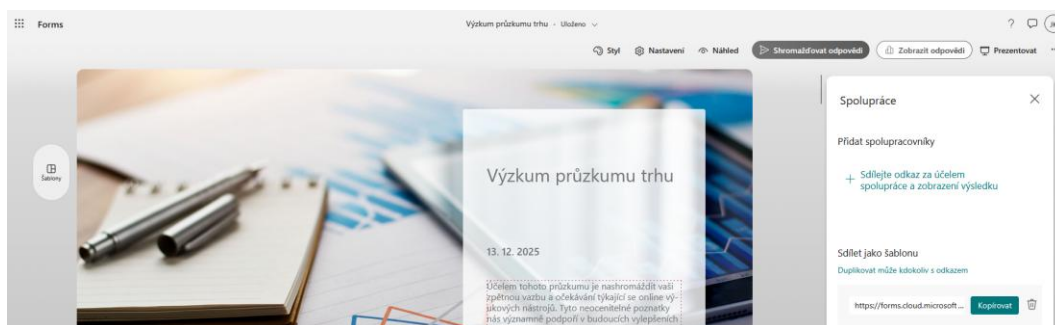 Forms
Výzkum průzkumu trhu - Uloženo
?
Styl Nastavení Náhled Shromažďovat odpovědi Zobrazit odpovědi Prezentovat
Šablony
Výzkum průzkumu trhu
13. 12. 2025
Účelem tohoto průzkumu je nashromáždit vaši
zpětnou vazbu a očekávání týkající se online vý-
ukových nástrojů. Tyto neocenitelné poznatky
nás významně podpoří v budoucích vylepšeních
Spolupráce
Přidat spolupracovníky
+ Sdílejte odkaz za účelem
spolupráce a zobrazení výsledku
Sdílet jako šablonu
Duplikovat může kdokoliv s odkazem
https://forms.cloud.microsoft... Kopírovat